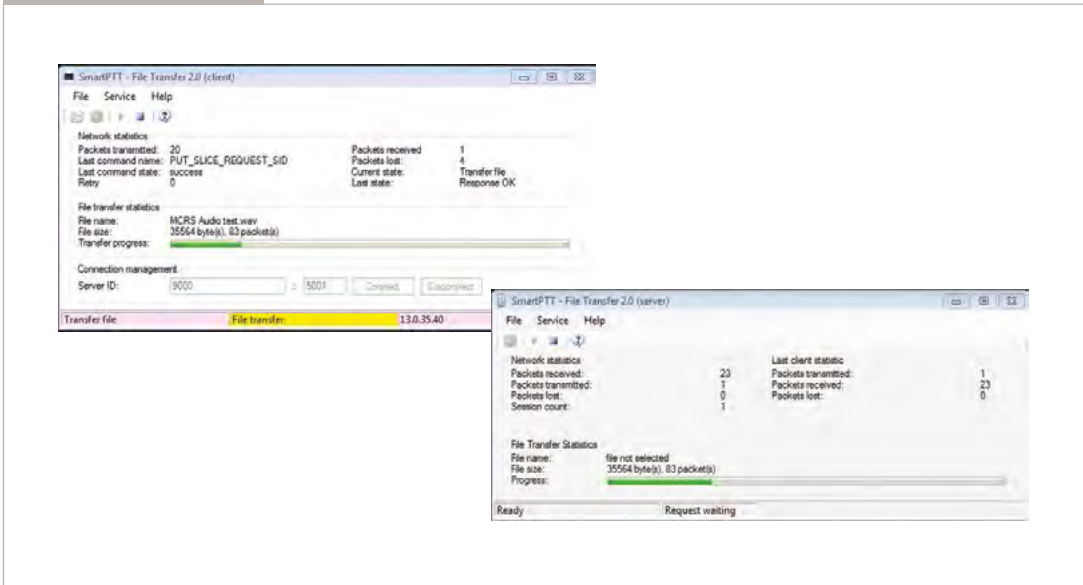 SmartPTT - File Transfer 2.0 (client)
File Service Help
Network statistics
Packets transmitted: 20 Packets received 1
Last command name: PUT_SLICE_REQUEST_SID Packets lost: 4
Last command state: success Current state: Transfer file
Retry 0 Last state: Response OK
File transfer statistics
File name: MCRS Audio test.wav
File size: 35564 byte(s), 83 packet(s)
Transfer progress:
Connection management
Server ID: 9000 : 5001 Connect Disconnect
Transfer file File transfer 13.0.35.40
SmartPTT - File Transfer 2.0 (server)
File Service Help
Network statistics Last client statistic
Packets received: 23 Packets transmitted: 1
Packets transmitted: 1 Packets received: 23
Packets lost: 0 Packets lost: 0
Session count: 1
File Transfer Statistics
File name: file not selected
File size: 35564 byte(s), 83 packet(s)
Progress:
Ready Request waiting